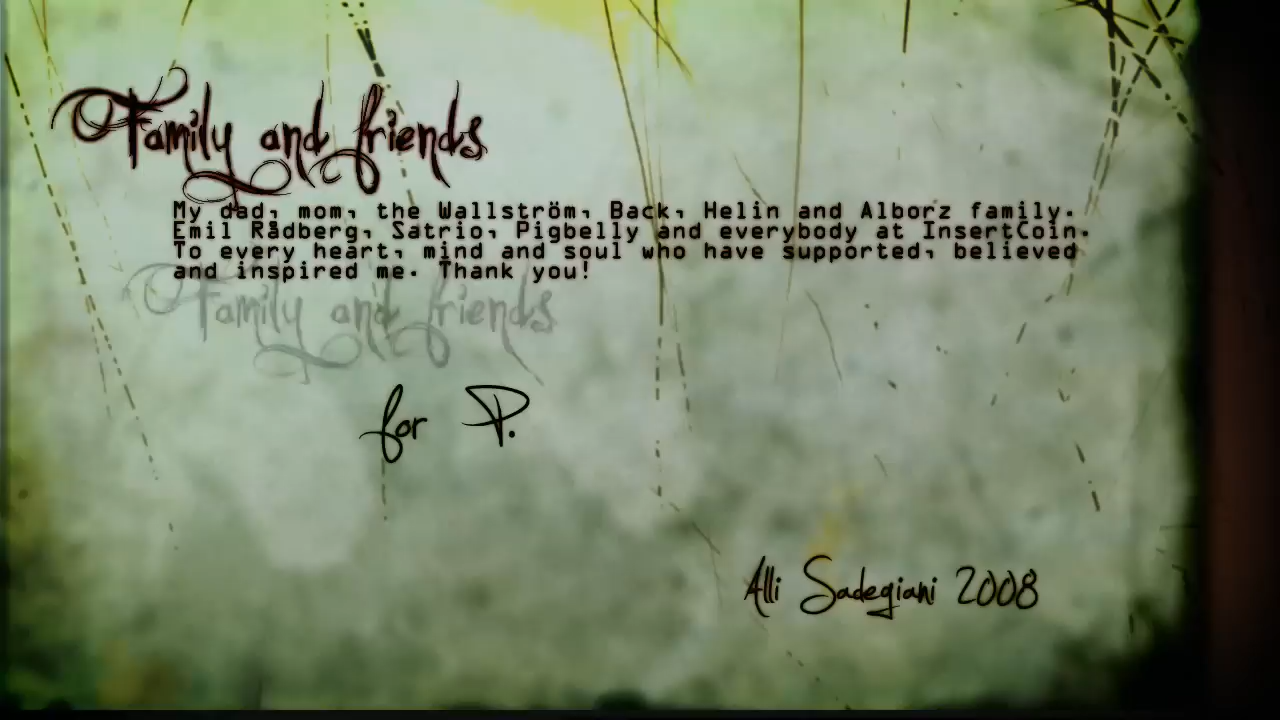 Family and friends
My dad, mom, the Wallström, Back, Helin and Alborz family.
Emil Rådberg, Satrio, Pigbelly and everybody at InsertCoin.
To every heart, mind and soul who have supported, believed
and inspired me. Thank you!
Family and friends
for P.
Alli Sadegiani 2008